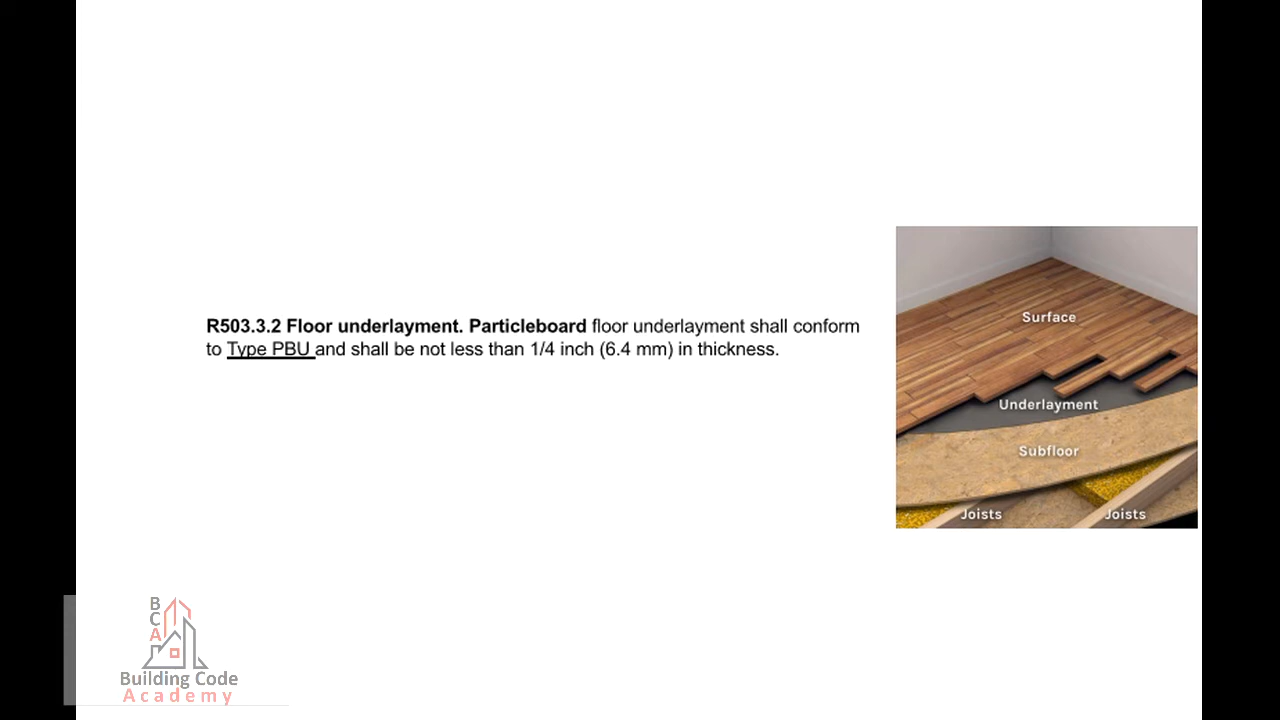 R503.3.2 Floor underlayment. Particleboard floor underlayment shall conform
to Type PBU and shall be not less than 1/4 inch (6.4 mm) in thickness.
Surface
Underlayment
Subfloor
Joists
Joists
B
C
A
Building Code
Academy